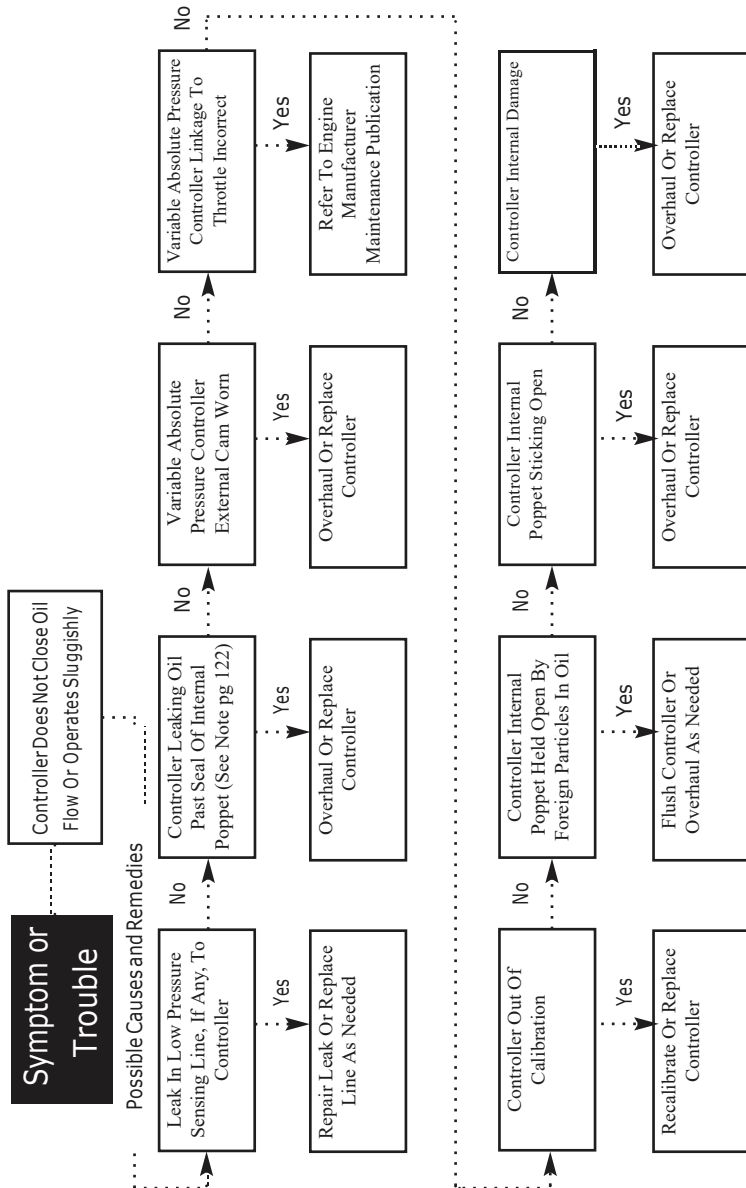 Symptom or
Trouble
Controller Does Not Close Oil
Flow Or Operates Sluggishly
Possible Causes and Remedies
Leak In Low Pressure
Sensing Line, If Any, To
Controller
No
Controller Leaking Oil
Past Seal Of Internal
Poppet (See Note pg 122)
No
Variable Absolute
Pressure Controller
External Cam Worn
No
Variable Absolute Pressure
Controller Linkage To
Throttle Incorrect
No
Yes
Yes
Yes
Yes
Repair Leak Or Replace
Line As Needed
Overhaul Or Replace
Controller
Overhaul Or Replace
Controller
Refer To Engine
Manufacturer
Maintenance Publication
Controller Out Of
Calibration
No
Controller Internal
Poppet Held Open By
Foreign Particles In Oil
No
Controller Internal
Poppet Sticking Open
No
Controller Internal Damage
Yes
Yes
Yes
Yes
Recalibrate Or Replace
Controller
Flush Controller Or
Overhaul As Needed
Overhaul Or Replace
Controller
Overhaul Or Replace
Controller